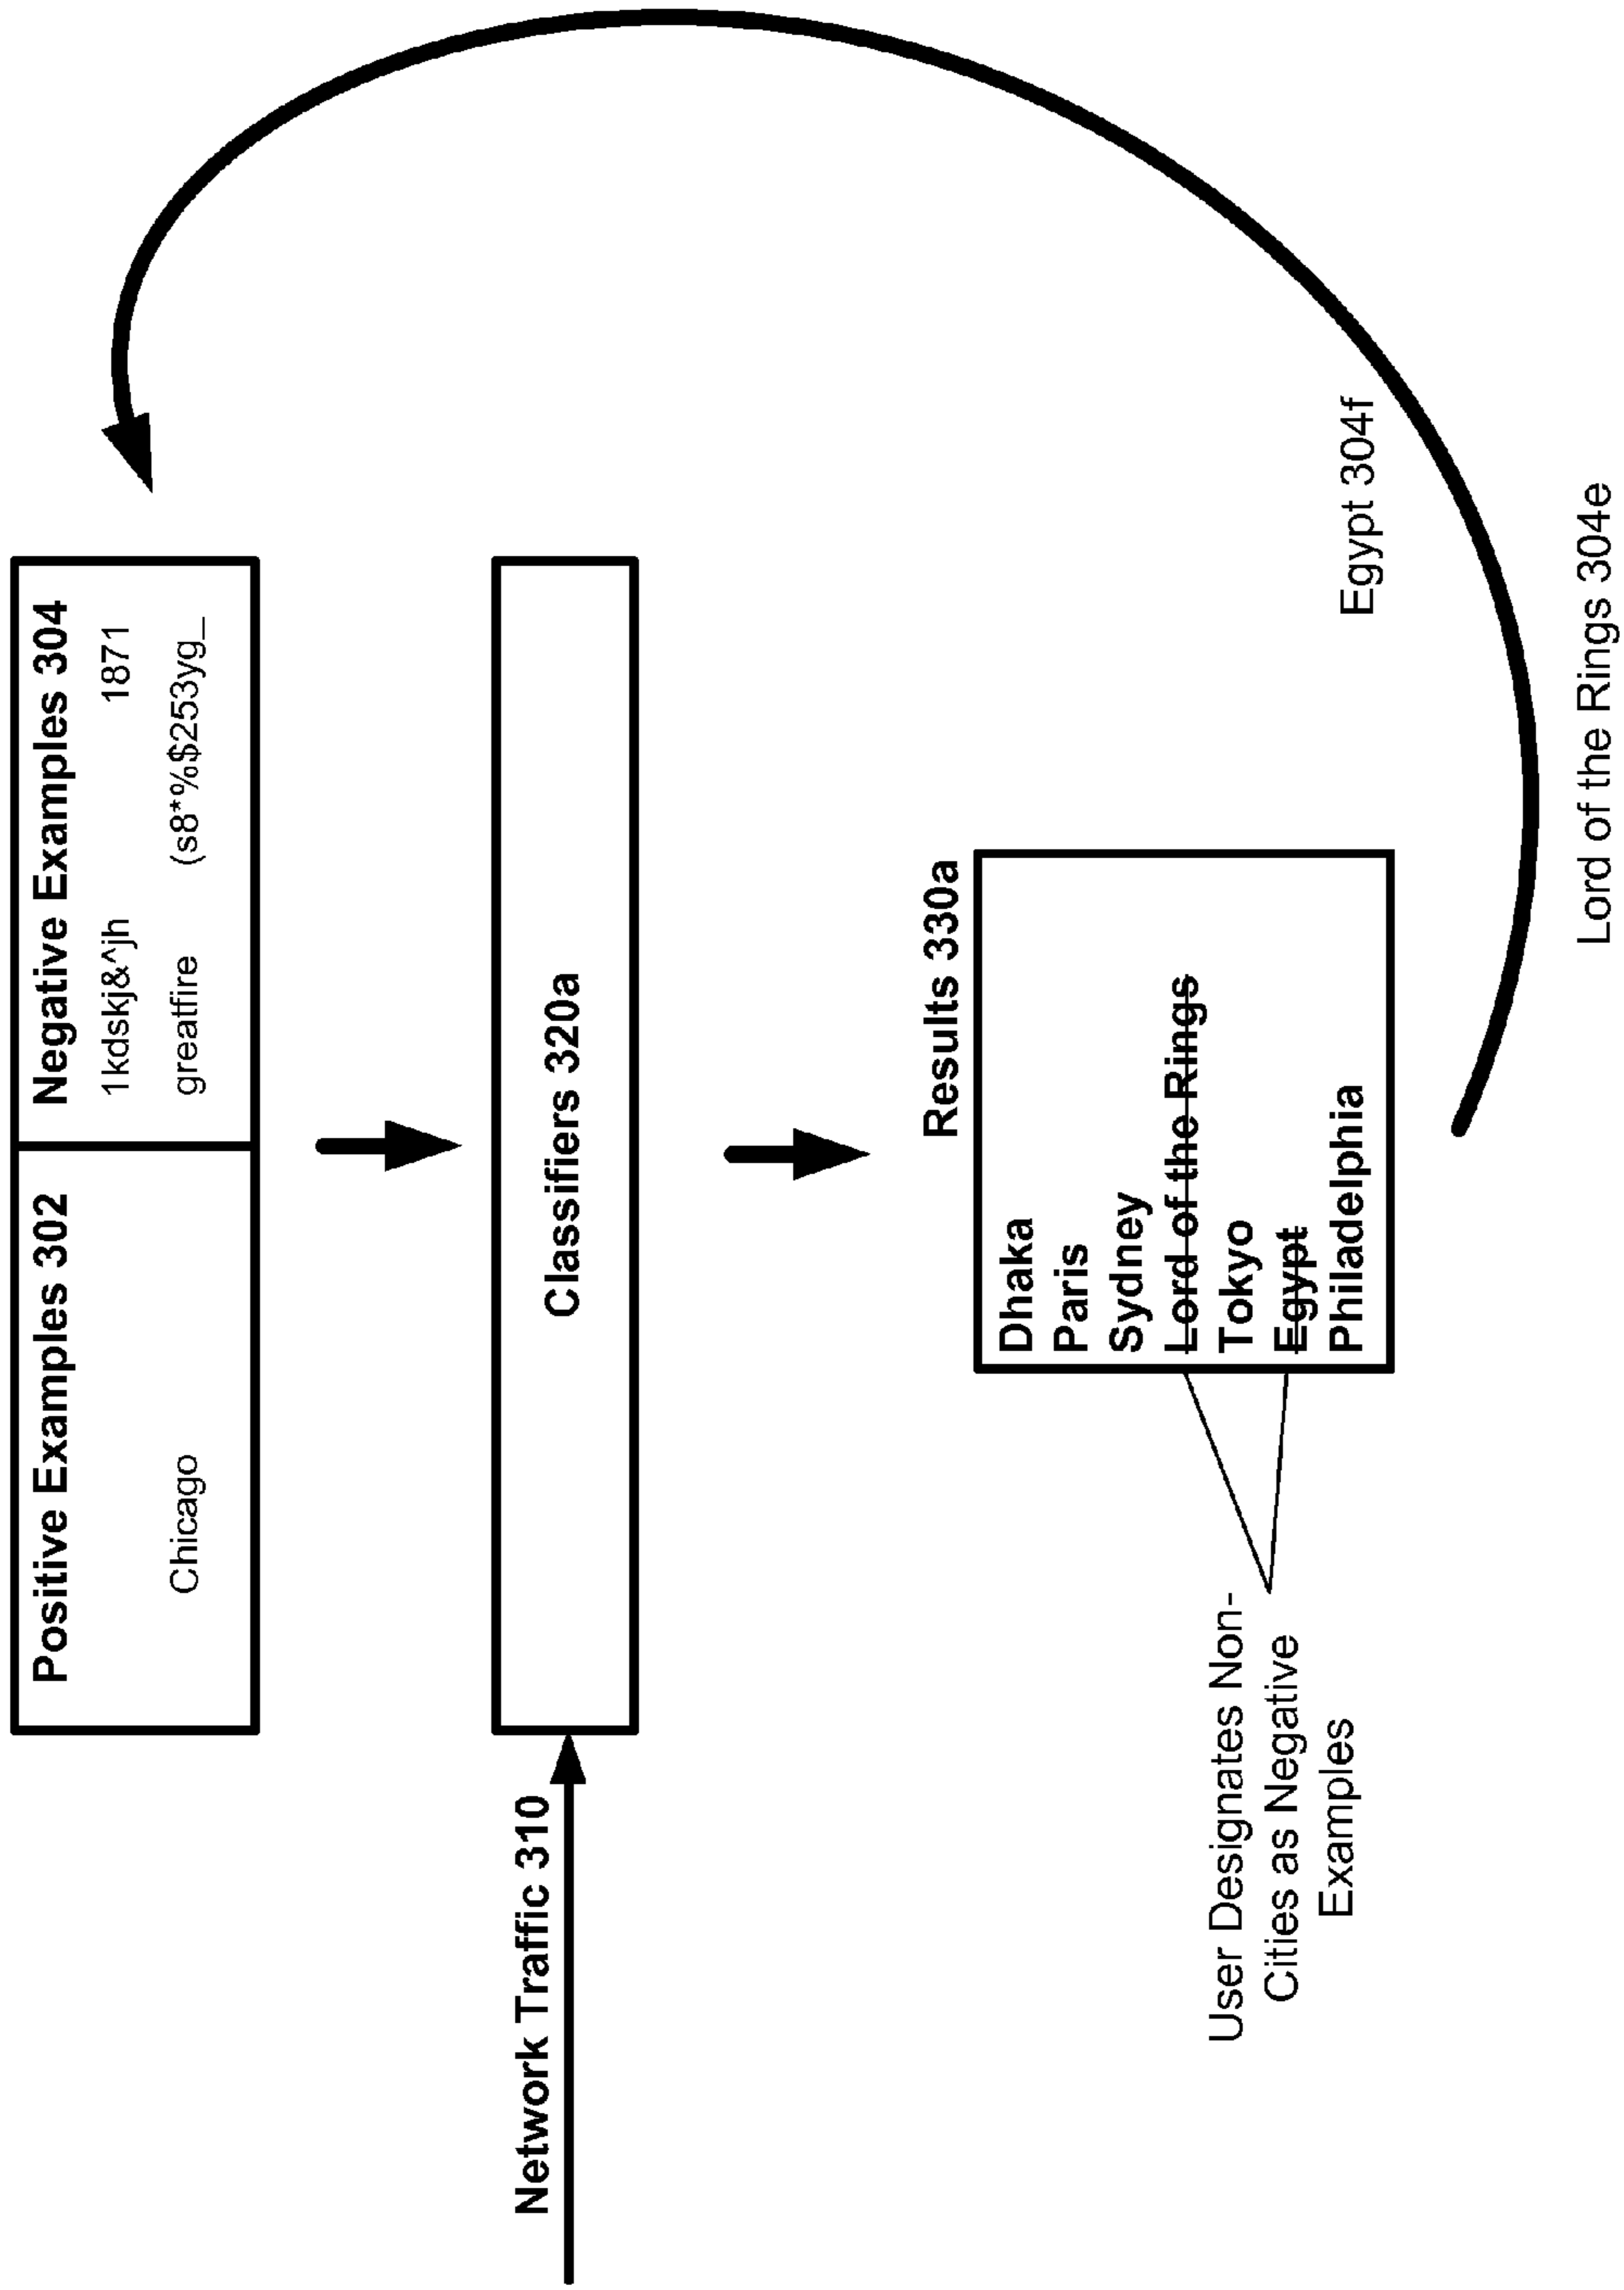 Positive Examples 302
Negative Examples 304
Chicago
1kdskj&^jh 1871
greatfire (s8*%$253yg_
Network Traffic 310
Classifiers 320a
Results 330a
Dhaka
Paris
Sydney
Lord of the Rings
Tokyo
Egypt
Philadelphia
User Designates Non-
Cities as Negative
Examples
Egypt 304f
Lord of the Rings 304e